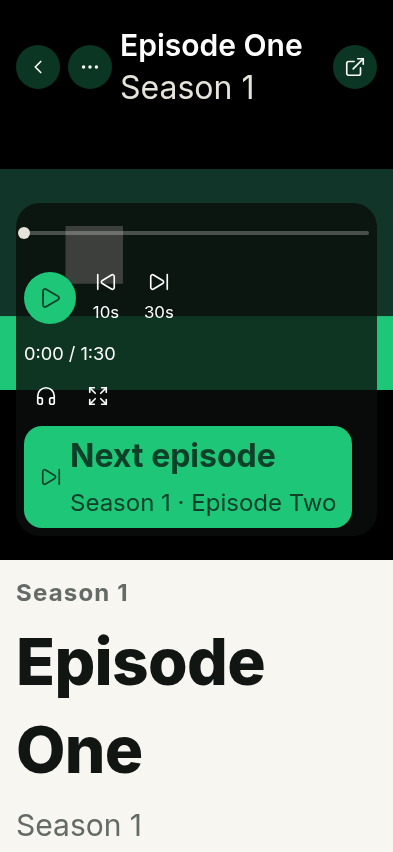 Episode One
Season 1
10s
30s
0:00 / 1:30
Next episode
Season 1 · Episode Two
Season 1
Episode
One
Season 1